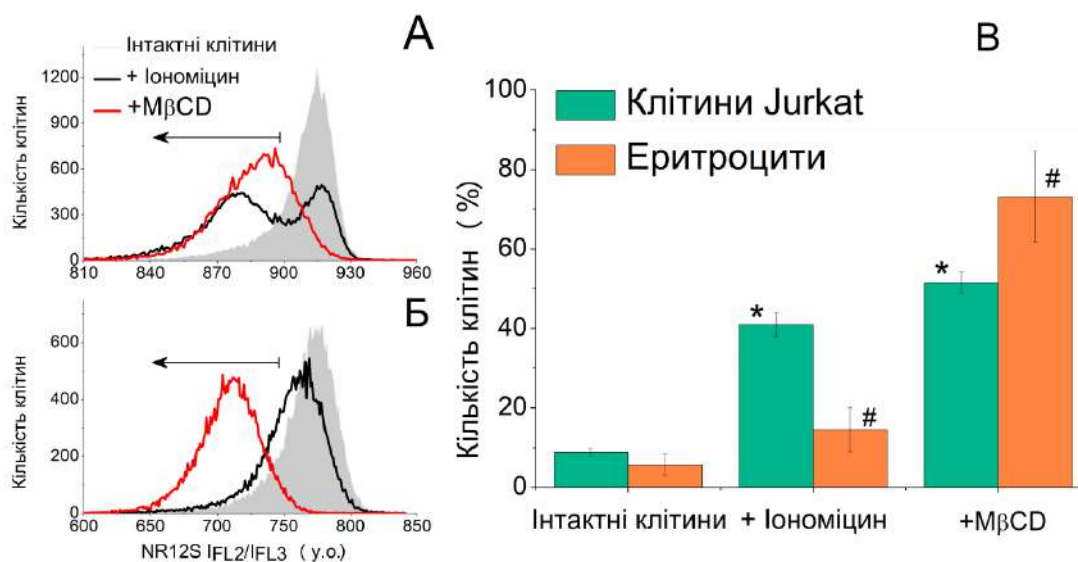 А
Інтактні клітини
+ Іономіцин
+MβCD
Кількість клітин
1200
900
600
300
0
810 840 870 900 930 960
Б
Кількість клітин
600
400
200
0
600 650 700 750 800 850
NR12S IFL2/IFL3 ( у.о.)
В
Клітини Jurkat
Еритроцити
Кількість клітин ( %)
100
80
60
40
20
0
* # * #
Інтактні клітини + Іономіцин +MβCD